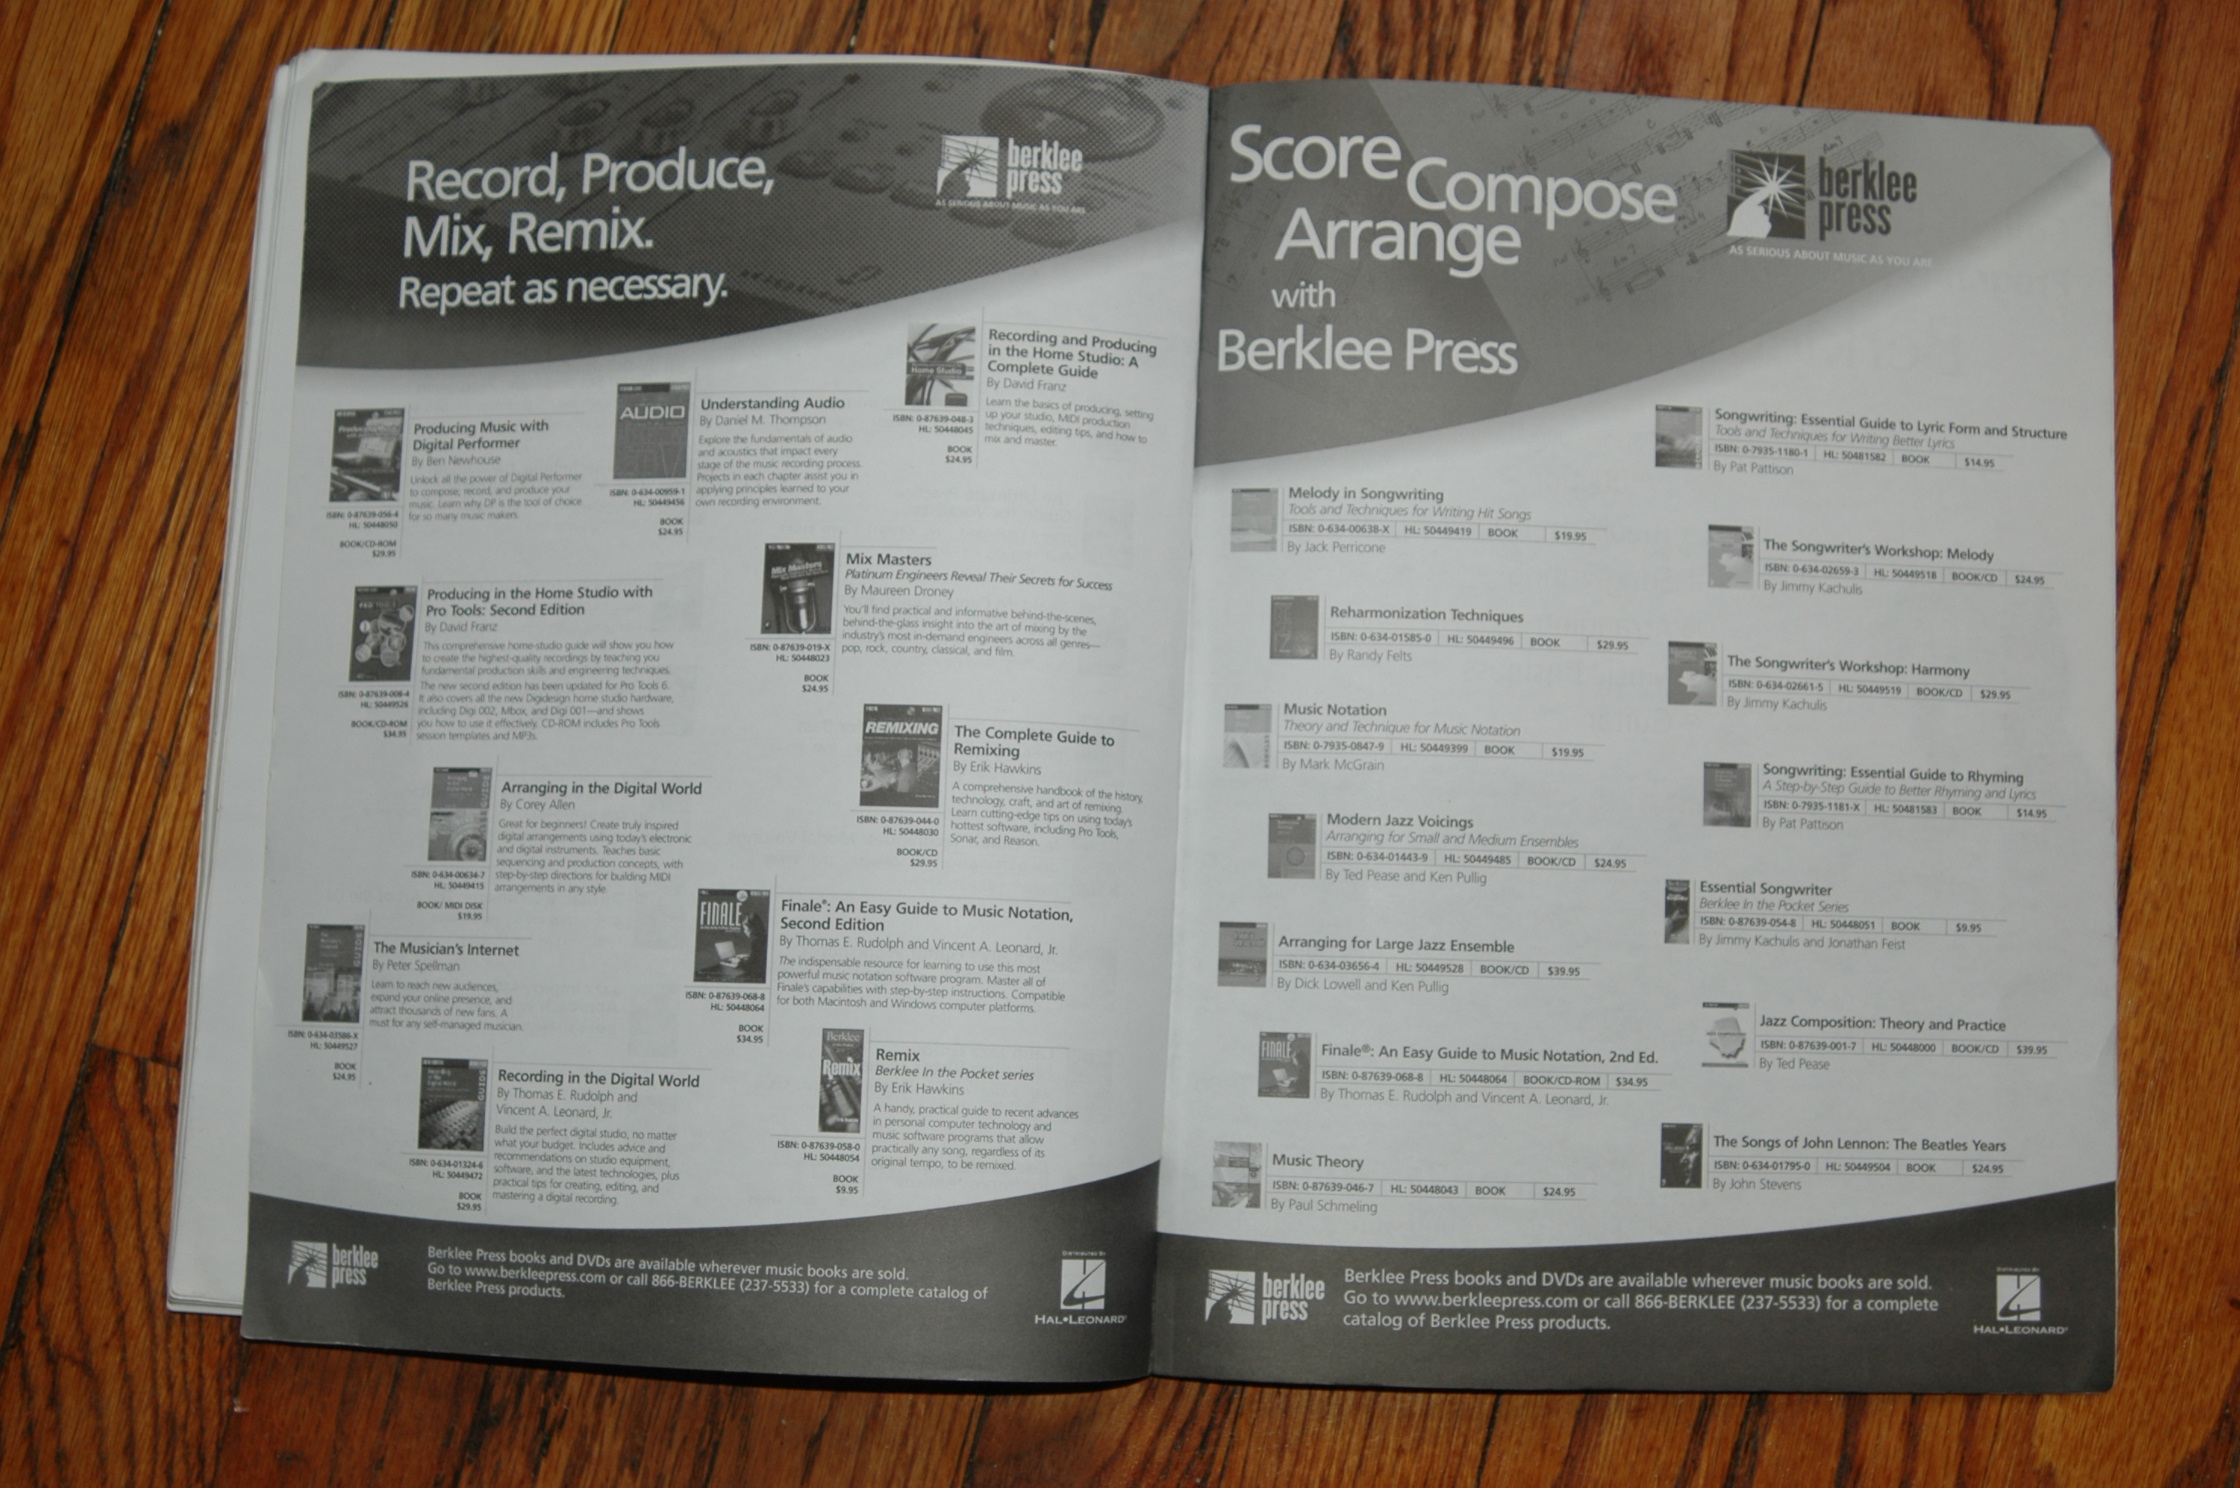 Record, Produce,
Mix, Remix.
Repeat as necessary.
berklee
press
AS SERIOUS ABOUT MUSIC AS YOU ARE
Recording and Producing
in the Home Studio: A
Complete Guide
By David Franz
Learn the basics of producing, setting
up your studio, MIDI production
techniques, editing tips, and how to
mix and master.
Home Studio
ISBN: 0-87639-048-3
HL: 50448045
BOOK
$24.95
Producing Music with
Digital Performer
By Ben Newhouse
Unlock all the power of Digital Performer
to compose, record, and produce your
music. Learn why DP is the tool of choice
for so many music makers.
ISBN: 0-87639-056-4
HL: 50448050
BOOK/CD-ROM
$29.95
AUDIO
Understanding Audio
By Daniel M. Thompson
Explore the fundamentals of audio
and acoustics that impact every
stage of the music recording process.
Projects in each chapter assist you in
applying principles learned to your
own recording environment.
ISBN: 0-634-00959-1
HL: 50449456
BOOK
$24.95
Mix Masters
Mix Masters
Platinum Engineers Reveal Their Secrets for Success
By Maureen Droney
You'll find practical and informative behind-the-scenes,
behind-the-glass insight into the art of mixing by the
industry's most in-demand engineers across all genres—
pop, rock, country, classical, and film.
ISBN: 0-87639-019-X
HL: 50448023
BOOK
$24.95
Producing in the Home Studio with
Pro Tools: Second Edition
By David Franz
This comprehensive home-studio guide will show you how
to create the highest-quality recordings by teaching you
fundamental production skills and engineering techniques.
The new second edition has been updated for Pro Tools 6.
It also covers all the new Digidesign home studio hardware,
including Digi 002, Mbox, and Digi 001—and shows
you how to use it effectively. CD-ROM includes Pro Tools
session templates and MP3s.
ISBN: 0-87639-008-4
HL: 50449526
BOOK/CD-ROM
$34.95
REMIXING
The Complete Guide to
Remixing
By Erik Hawkins
A comprehensive handbook of the history,
technology, craft, and art of remixing.
Learn cutting-edge tips on using today's
hottest software, including Pro Tools,
Sonar, and Reason.
ISBN: 0-87639-044-0
HL: 50448030
BOOK/CD
$29.95
Arranging in the Digital World
By Corey Allen
Great for beginners! Create truly inspired
digital arrangements using today's electronic
and digital instruments. Teaches basic
sequencing and production concepts, with
step-by-step directions for building MIDI
arrangements in any style.
GUIDE
ISBN: 0-634-00634-7
HL: 50449415
BOOK/ MIDI DISK
$19.95
FINALE
Finale®: An Easy Guide to Music Notation,
Second Edition
By Thomas E. Rudolph and Vincent A. Leonard, Jr.
The indispensable resource for learning to use this most
powerful music notation software program. Master all of
Finale's capabilities with step-by-step instructions. Compatible
for both Macintosh and Windows computer platforms.
ISBN: 0-87639-068-8
HL: 50448064
BOOK
$34.95
The Musician's Internet
By Peter Spellman
Learn to reach new audiences,
expand your online presence, and
attract thousands of new fans. A
must for any self-managed musician.
GUIDE
ISBN: 0-634-03586-X
HL: 50449527
BOOK
$24.95
Berklee
Remix
Remix
Berklee In the Pocket series
By Erik Hawkins
A handy, practical guide to recent advances
in personal computer technology and
music software programs that allow
practically any song, regardless of its
original tempo, to be remixed.
ISBN: 0-87639-058-0
HL: 50448054
BOOK
$9.95
Recording in the Digital World
By Thomas E. Rudolph and
Vincent A. Leonard, Jr.
Build the perfect digital studio, no matter
what your budget. Includes advice and
recommendations on studio equipment,
software, and the latest technologies, plus
practical tips for creating, editing, and
mastering a digital recording.
GUIDE
ISBN: 0-634-01324-6
HL: 50449472
BOOK
$29.95
berklee
press
Berklee Press books and DVDs are available wherever music books are sold.
Go to www.berkleepress.com or call 866-BERKLEE (237-5533) for a complete catalog of
Berklee Press products.
DISTRIBUTED BY
HAL•LEONARD®
Score Compose
Arrange
with
Berklee Press
berklee
press
AS SERIOUS ABOUT MUSIC AS YOU ARE
Melody in Songwriting
Tools and Techniques for Writing Hit Songs
ISBN: 0-634-00638-X HL: 50449419 BOOK $19.95
By Jack Perricone
Reharmonization Techniques
ISBN: 0-634-01585-0 HL: 50449496 BOOK $29.95
By Randy Felts
Music Notation
Theory and Technique for Music Notation
ISBN: 0-7935-0847-9 HL: 50449399 BOOK $19.95
By Mark McGrain
Modern Jazz Voicings
Arranging for Small and Medium Ensembles
ISBN: 0-634-01443-9 HL: 50449485 BOOK/CD $24.95
By Ted Pease and Ken Pullig
Arranging for Large Jazz Ensemble
ISBN: 0-634-03656-4 HL: 50449528 BOOK/CD $39.95
By Dick Lowell and Ken Pullig
FINALE
Finale®: An Easy Guide to Music Notation, 2nd Ed.
ISBN: 0-87639-068-8 HL: 50448064 BOOK/CD-ROM $34.95
By Thomas E. Rudolph and Vincent A. Leonard, Jr.
Music Theory
ISBN: 0-87639-046-7 HL: 50448043 BOOK $24.95
By Paul Schmeling
Songwriting: Essential Guide to Lyric Form and Structure
Tools and Techniques for Writing Better Lyrics
ISBN: 0-7935-1180-1 HL: 50481582 BOOK $14.95
By Pat Pattison
The Songwriter's Workshop: Melody
ISBN: 0-634-02659-3 HL: 50449518 BOOK/CD $24.95
By Jimmy Kachulis
The Songwriter's Workshop: Harmony
ISBN: 0-634-02661-5 HL: 50449519 BOOK/CD $29.95
By Jimmy Kachulis
Songwriting: Essential Guide to Rhyming
A Step-by-Step Guide to Better Rhyming and Lyrics
ISBN: 0-7935-1181-X HL: 50481583 BOOK $14.95
By Pat Pattison
Essential Songwriter
Berklee In the Pocket Series
ISBN: 0-87639-054-8 HL: 50448051 BOOK $9.95
By Jimmy Kachulis and Jonathan Feist
Jazz Composition: Theory and Practice
ISBN: 0-87639-001-7 HL: 50448000 BOOK/CD $39.95
By Ted Pease
The Songs of John Lennon: The Beatles Years
ISBN: 0-634-01795-0 HL: 50449504 BOOK $24.95
By John Stevens
berklee
press
Berklee Press books and DVDs are available wherever music books are sold.
Go to www.berkleepress.com or call 866-BERKLEE (237-5533) for a complete
catalog of Berklee Press products.
DISTRIBUTED BY
HAL•LEONARD®